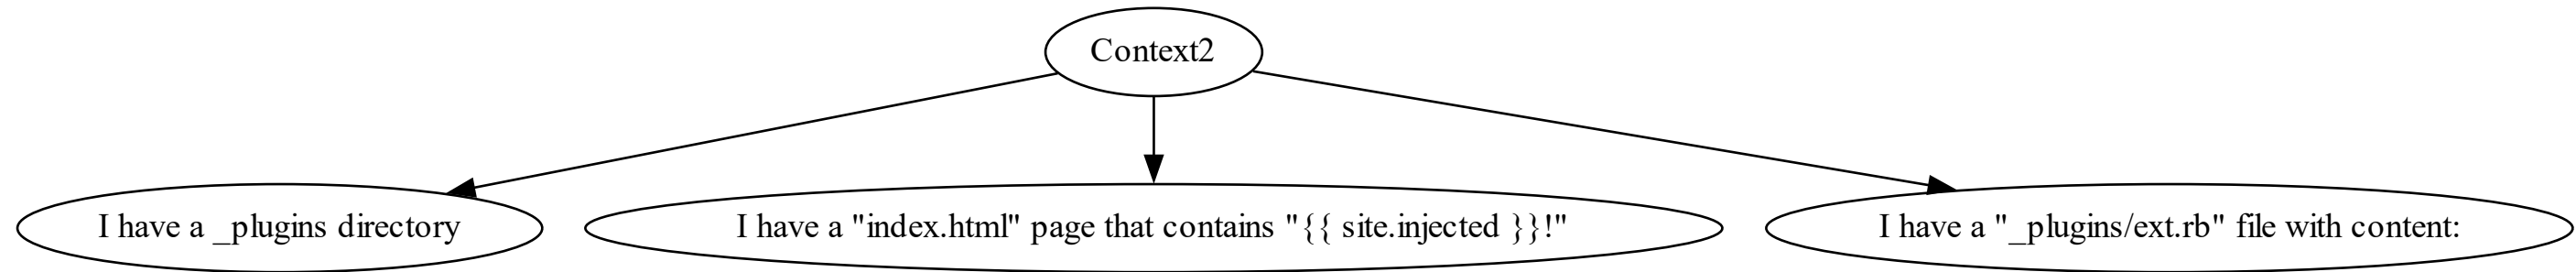 Context2
I have a _plugins directory
I have a "index.html" page that contains "{{ site.injected }}!"
I have a "_plugins/ext.rb" file with content: